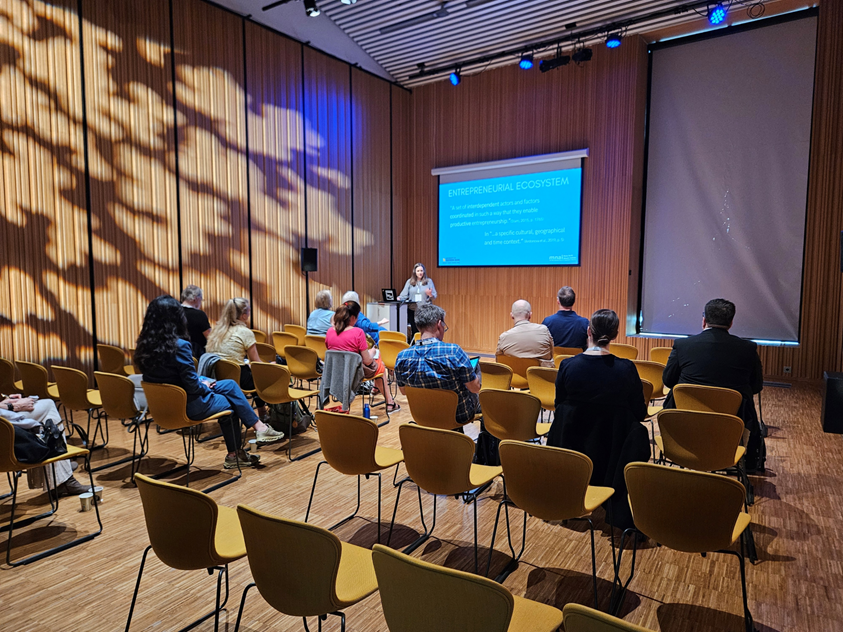 ENTREPRENEURIAL ECOSYSTEM
"A set of interdependent actors and factors
coordinated in such a way that they enable
productive entrepreneurship."
in "...a specific cultural, geographical
and time context."